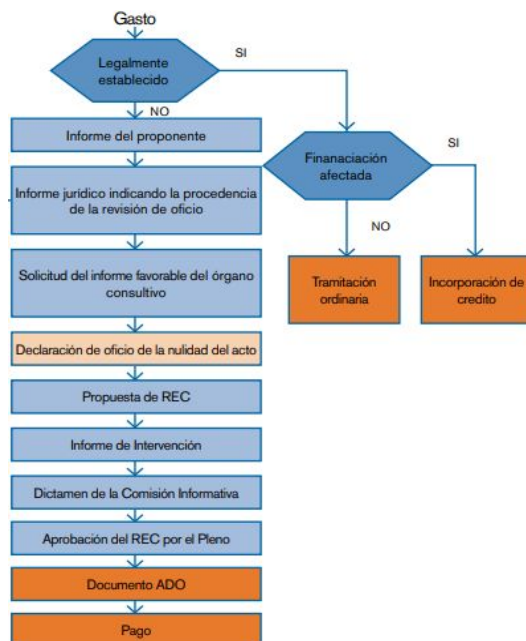 Gasto
Legalmente
establecido
SI
NO
Informe del proponente
Finanaciación
afectada
SI
Informe jurídico indicando la procedencia
de la revisión de oficio
NO
Solicitud del informe favorable del órgano
consultivo
Tramitación
ordinaria
Incorporación de
credito
Declaración de oficio de la nulidad del acto
Propuesta de REC
Informe de Intervención
Dictamen de la Comisión Informativa
Aprobación del REC por el Pleno
Documento ADO
Pago